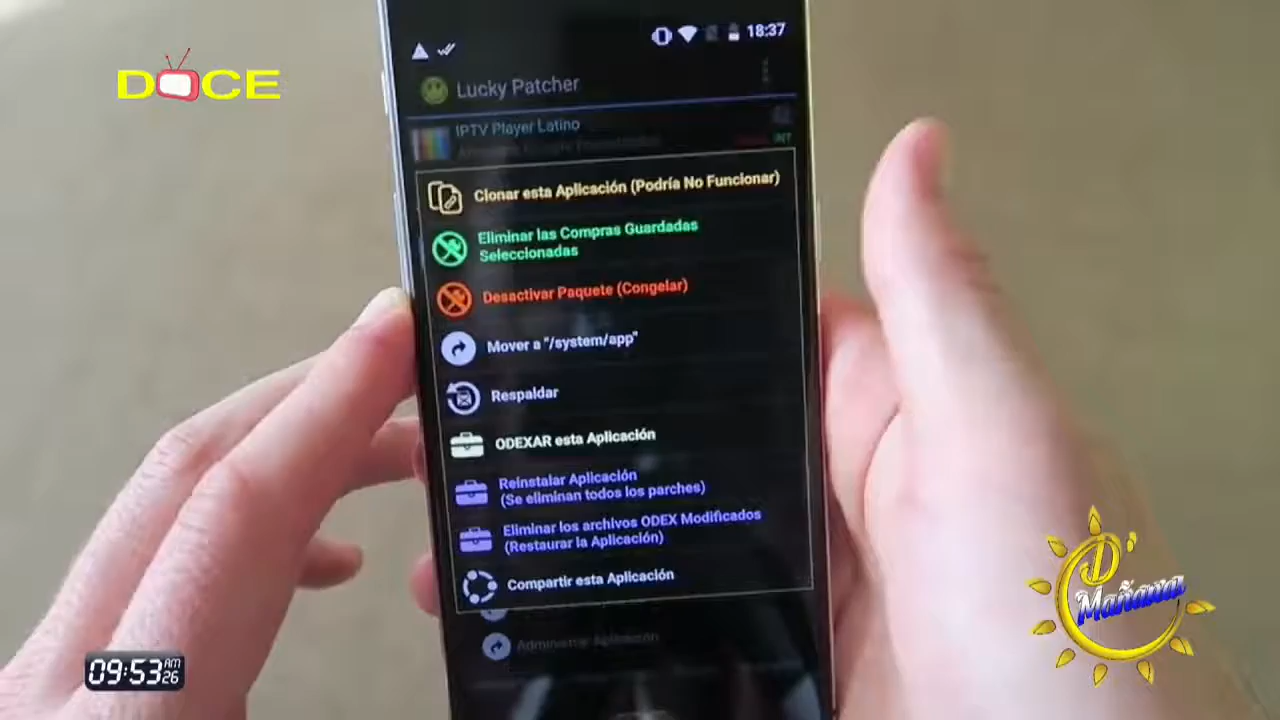 18:37
DOCE
Lucky Patcher
IPTV Player Latino
INT
Clonar esta Aplicación (Podría No Funcionar)
Eliminar las Compras Guardadas
Seleccionadas
Desactivar Paquete (Congelar)
Mover a "/system/app"
Respaldar
ODEXAR esta Aplicación
Reinstalar Aplicación
(Se eliminan todos los parches)
Eliminar los archivos ODEX Modificados
(Restaurar la Aplicación)
Compartir esta Aplicación
Administrar Aplicación
D'
Mañana
09:53 AM
26